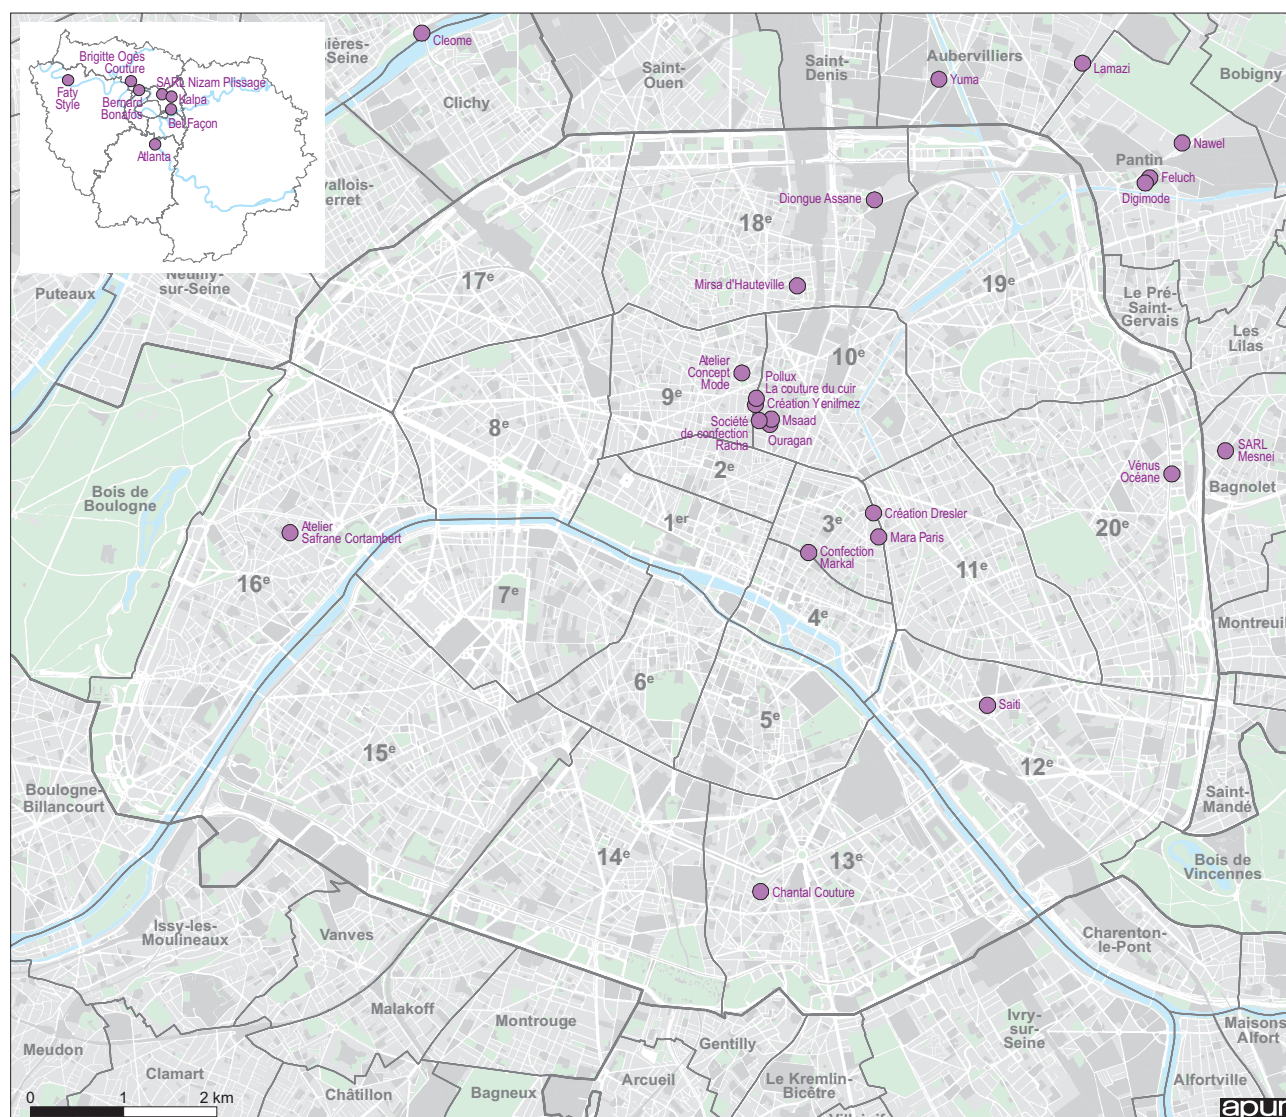 Brigitte Ogès
Couture
SARL Nizam Plissage
Faty
Style
Kalpa
Bernard
Bonafos
Bel Façon
Atlanta
Cleome
Saint-
Ouen
Saint-
Denis
Aubervilliers
Yuma
Lamazi
Bobigny
Clichy
Nawel
Pantin
Feluch
Digimode
Diongue Assane
18e
17e
19e
Mirsa d'Hauteville
Puteaux
Neuilly-
sur-Seine
Le Pré-
Saint-
Gervais
Les
Lilas
10e
Atelier
Concept
Mode
Pollux
La couture du cuir
Création Yenilmez
9e
8e
Société
de confection
Racha
Msaad
Ouragan
2e
SARL
Mesnei
Bagnolet
Vénus
Océane
Bois de
Boulogne
1er
3e
Création Dresler
20e
Atelier
Safrane Cortambert
Mara Paris
Confection
Markal
11e
16e
7e
4e
Montreuil
6e
5e
Saiti
15e
12e
Boulogne-
Billancourt
Saint-
Mandé
14e
13e
Bois de
Vincennes
Chantal Couture
Issy-les-
Moulineaux
Vanves
Charenton-
le-Pont
Malakoff
Montrouge
Ivry-
sur-
Seine
Maisons
Alfort
Meudon
Gentilly
Clamart
Châtillon
Bagneux
Arcueil
Le Kremlin-
Bicêtre
Alfortville
0 1 2 km
apur